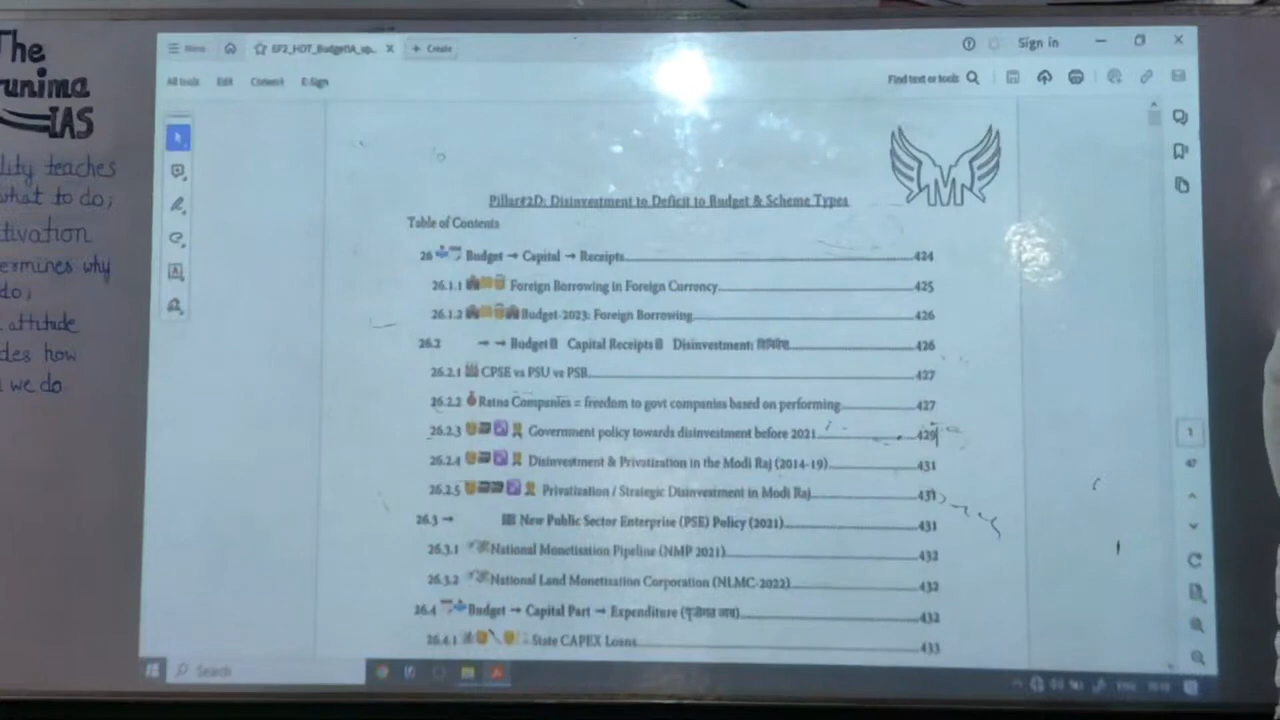 The
unima
IAS
lity teaches
what to do;
tivation
ermines why
do;
attitude
des how
we do
Menu
EF2_HDT_Budget1A_up...
+ Create
Sign in
All tools Edit Convert E-Sign
Find text or tools
M
Pillar#2D: Disinvestment to Deficit to Budget & Scheme Types
Table of Contents
26 Budget → Capital → Receipts 424
26.1.1 Foreign Borrowing in Foreign Currency 425
26.1.2 Budget-2023: Foreign Borrowing 426
26.2 → → Budget Capital Receipts Disinvestment: विनिवेश 426
26.2.1 CPSE vs PSU vs PSB 427
26.2.2 Ratna Companies = freedom to govt companies based on performing 427
26.2.3 Government policy towards disinvestment before 2021 429
26.2.4 Disinvestment & Privatization in the Modi Raj (2014-19) 431
26.2.5 Privatization / Strategic Disinvestment in Modi Raj 431
26.3 → New Public Sector Enterprise (PSE) Policy (2021) 431
26.3.1 National Monetisation Pipeline (NMP 2021) 432
26.3.2 National Land Monetisation Corporation (NLMC-2022) 432
26.4 Budget → Capital Part → Expenditure (पूंजीगत व्यय) 432
26.4.1 State CAPEX Loans 433
1
47
Search